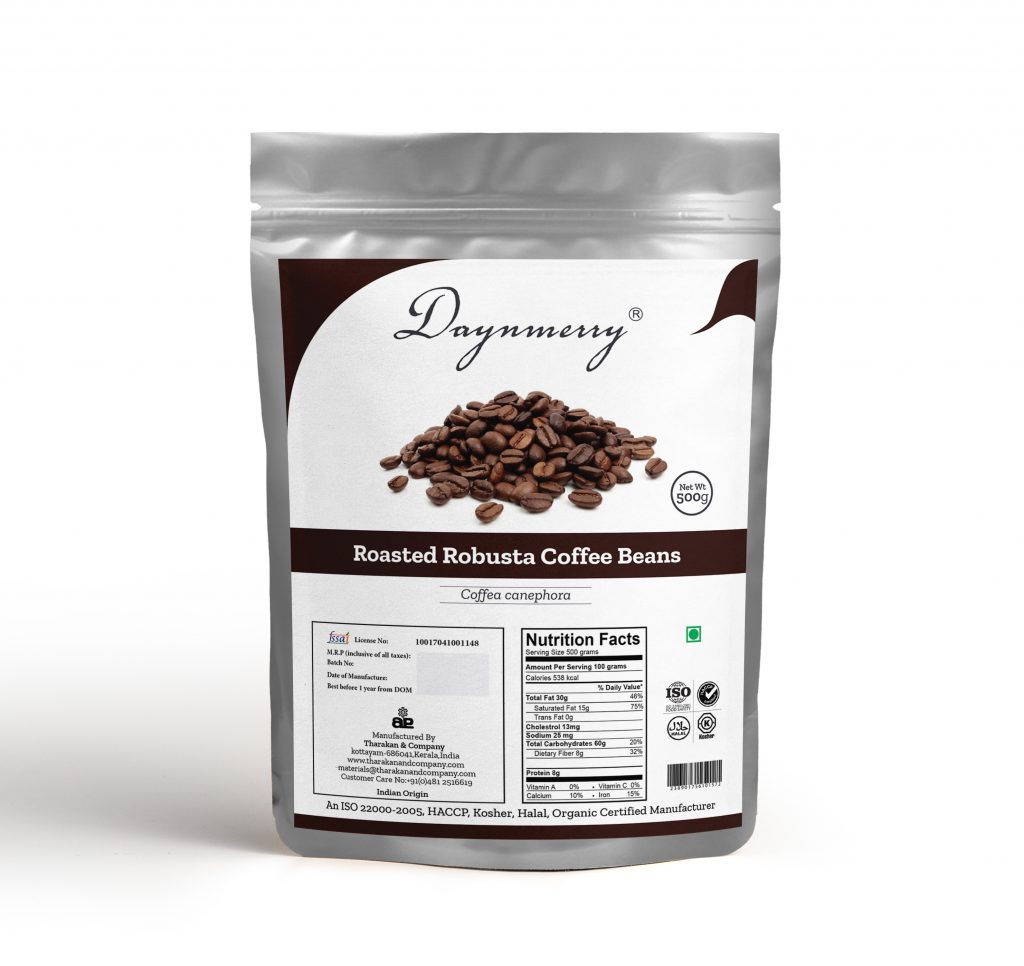 Daynmerry®
Net Wt
500g
Roasted Robusta Coffee Beans
Coffea canephora
fssai License No: 10017041001148
M.R.P (inclusive of all taxes):
Batch No:
Date of Manufacture:
Best before 1 year from DOM
Manufactured By
Tharakan & Company
kottayam-686041,Kerala,India
www.tharakanandcompany.com
materials@tharakanandcompany.com
Customer Care No:+91(0)481 2516619
Indian Origin
Nutrition Facts
Serving Size 500 grams
Amount Per Serving 100 grams
Calories 538 kcal
% Daily Value*
Total Fat 30g 46%
Saturated Fat 15g 75%
Trans Fat 0g
Cholestrol 13mg
Sodium 25 mg
Total Carbohydrates 60g 20%
Dietary Fiber 8g 32%
Protein 8g
Vitamin A 0% • Vitamin C 0%
Calcium 10% • Iron 15%
ISO
HALAL
K
Kosher
An ISO 22000-2005, HACCP, Kosher, Halal, Organic Certified Manufacturer